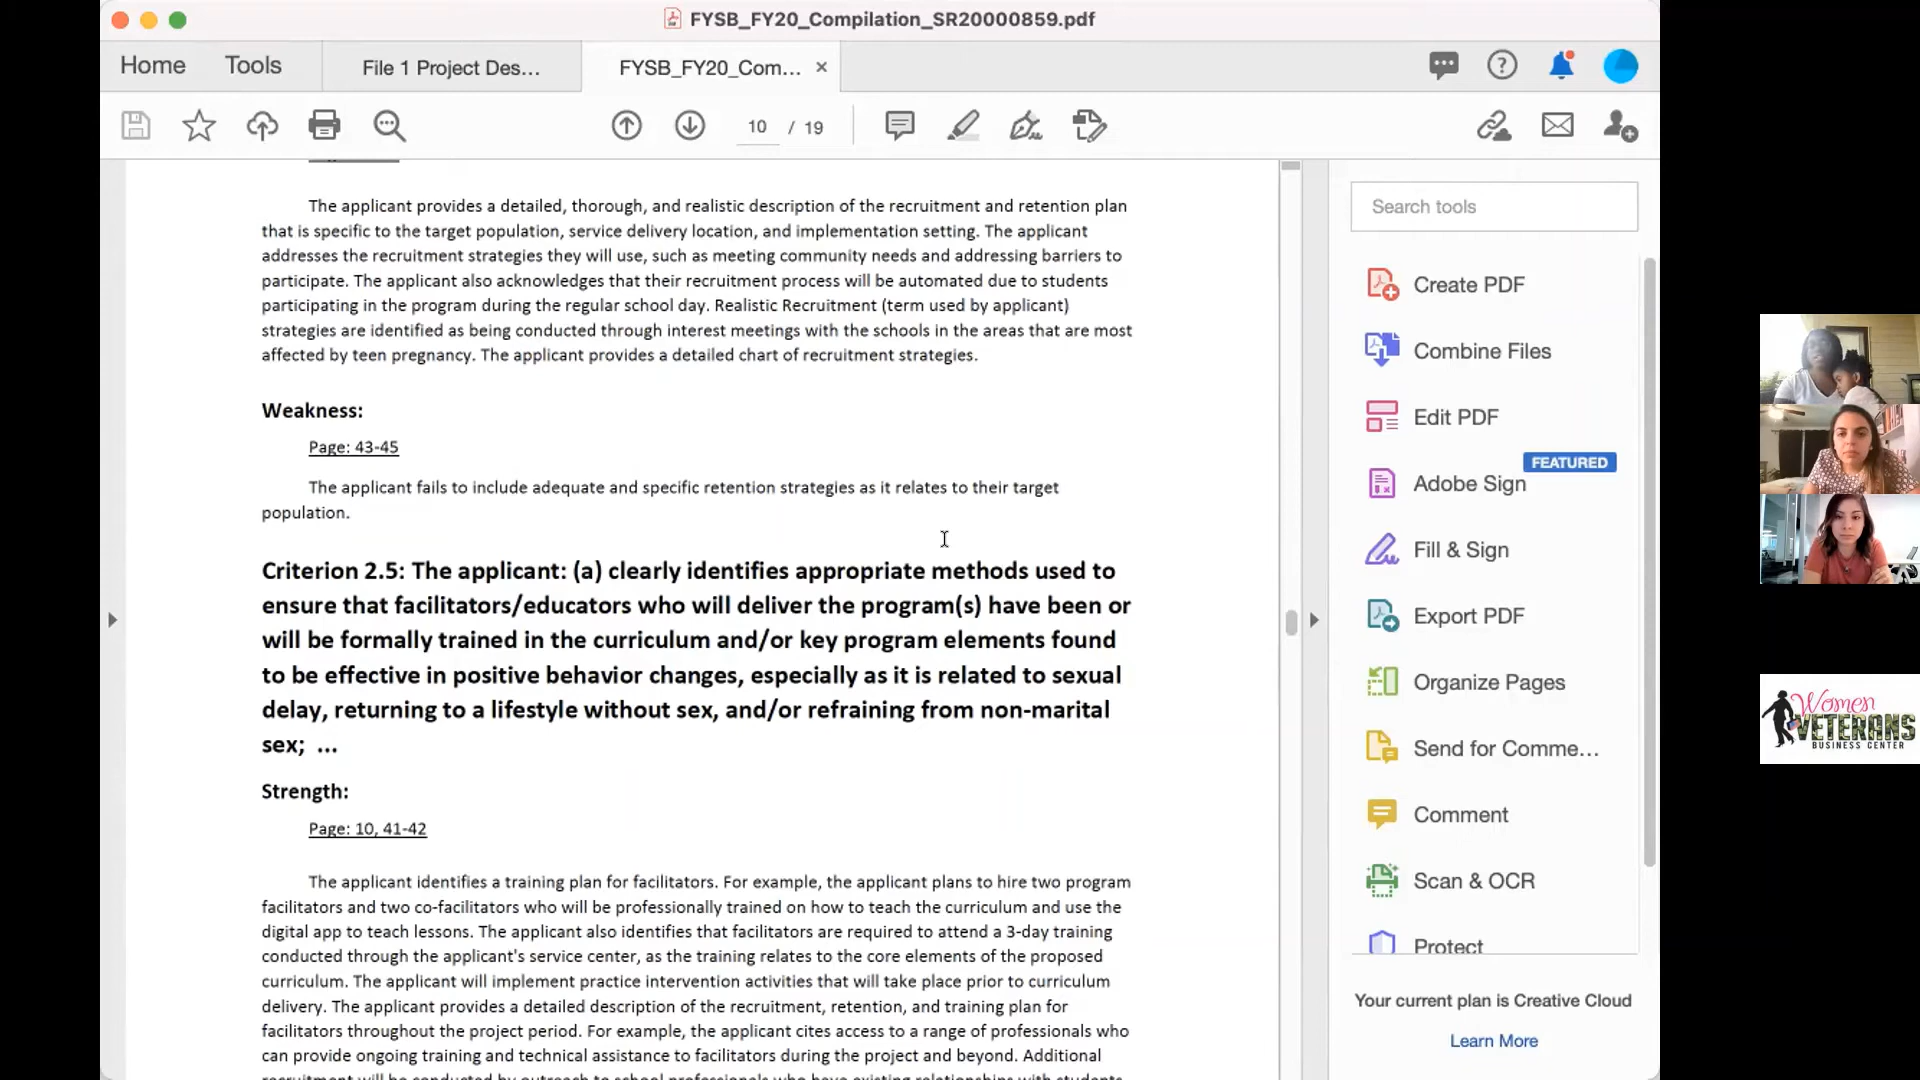 FYSB_FY20_Compilation_SR20000859.pdf
Home
Tools
File 1 Project Des...
FYSB_FY20_Com...
10 / 19
The applicant provides a detailed, thorough, and realistic description of the recruitment and retention plan
that is specific to the target population, service delivery location, and implementation setting. The applicant
addresses the recruitment strategies they will use, such as meeting community needs and addressing barriers to
participate. The applicant also acknowledges that their recruitment process will be automated due to students
participating in the program during the regular school day. Realistic Recruitment (term used by applicant)
strategies are identified as being conducted through interest meetings with the schools in the areas that are most
affected by teen pregnancy. The applicant provides a detailed chart of recruitment strategies.
Weakness:
Page: 43-45
The applicant fails to include adequate and specific retention strategies as it relates to their target
population.
Criterion 2.5: The applicant: (a) clearly identifies appropriate methods used to
ensure that facilitators/educators who will deliver the program(s) have been or
will be formally trained in the curriculum and/or key program elements found
to be effective in positive behavior changes, especially as it is related to sexual
delay, returning to a lifestyle without sex, and/or refraining from non-marital
sex; ...
Strength:
Page: 10, 41-42
The applicant identifies a training plan for facilitators. For example, the applicant plans to hire two program
facilitators and two co-facilitators who will be professionally trained on how to teach the curriculum and use the
digital app to teach lessons. The applicant also identifies that facilitators are required to attend a 3-day training
conducted through the applicant's service center, as the training relates to the core elements of the proposed
curriculum. The applicant will implement practice intervention activities that will take place prior to curriculum
delivery. The applicant provides a detailed description of the recruitment, retention, and training plan for
facilitators throughout the project period. For example, the applicant cites access to a range of professionals who
can provide ongoing training and technical assistance to facilitators during the project and beyond. Additional
recruitment will be conducted by outreach to school professionals who have existing relationships with students
Search tools
Create PDF
Combine Files
Edit PDF
FEATURED
Adobe Sign
Fill & Sign
Export PDF
Organize Pages
Send for Comme...
Comment
Scan & OCR
Protect
Your current plan is Creative Cloud
Learn More
Women
VETERANS
BUSINESS CENTER